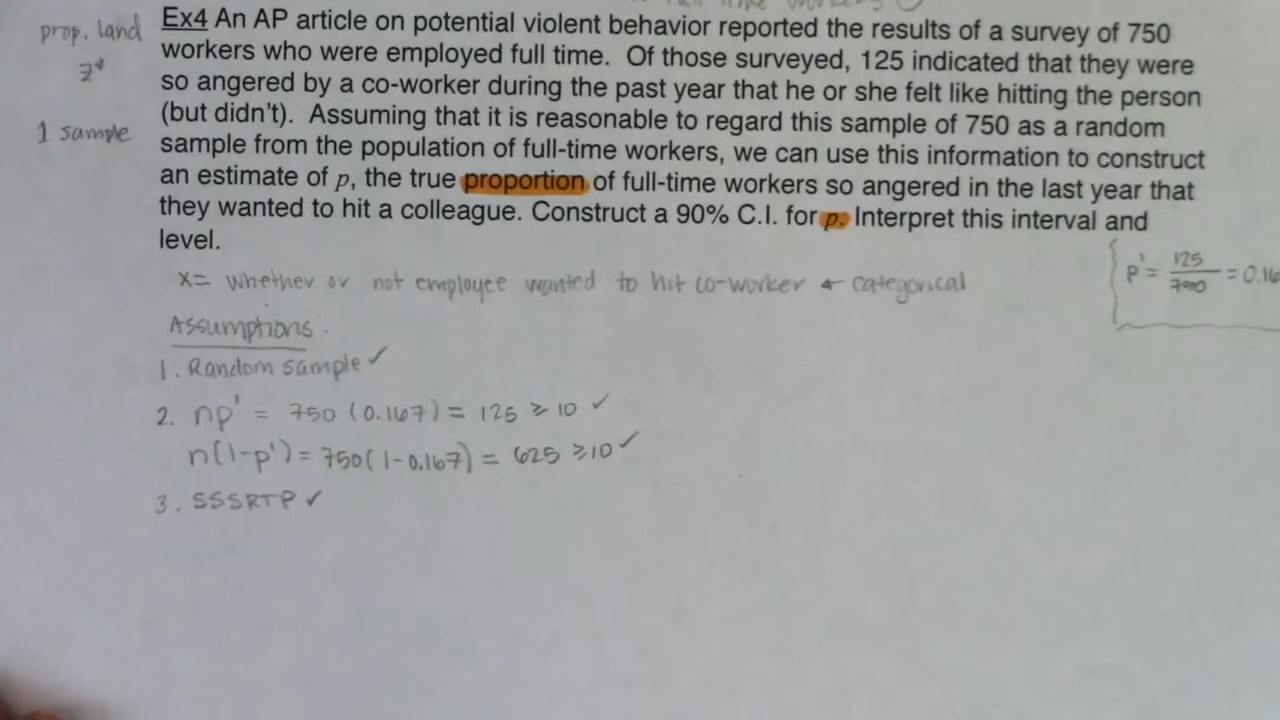 prop. land
z*
1 sample
Ex4 An AP article on potential violent behavior reported the results of a survey of 750
workers who were employed full time. Of those surveyed, 125 indicated that they were
so angered by a co-worker during the past year that he or she felt like hitting the person
(but didn't). Assuming that it is reasonable to regard this sample of 750 as a random
sample from the population of full-time workers, we can use this information to construct
an estimate of p, the true proportion of full-time workers so angered in the last year that
they wanted to hit a colleague. Construct a 90% C.I. for p. Interpret this interval and
level.
x= whether or not employee wanted to hit co-worker ← categorical
p' = 125/750 = 0.16
Assumptions.
1. Random sample ✓
2. np' = 750 (0.167) = 125 ≥ 10 ✓
n(1-p') = 750(1-0.167) = 625 ≥10 ✓
3. SSSRTP ✓